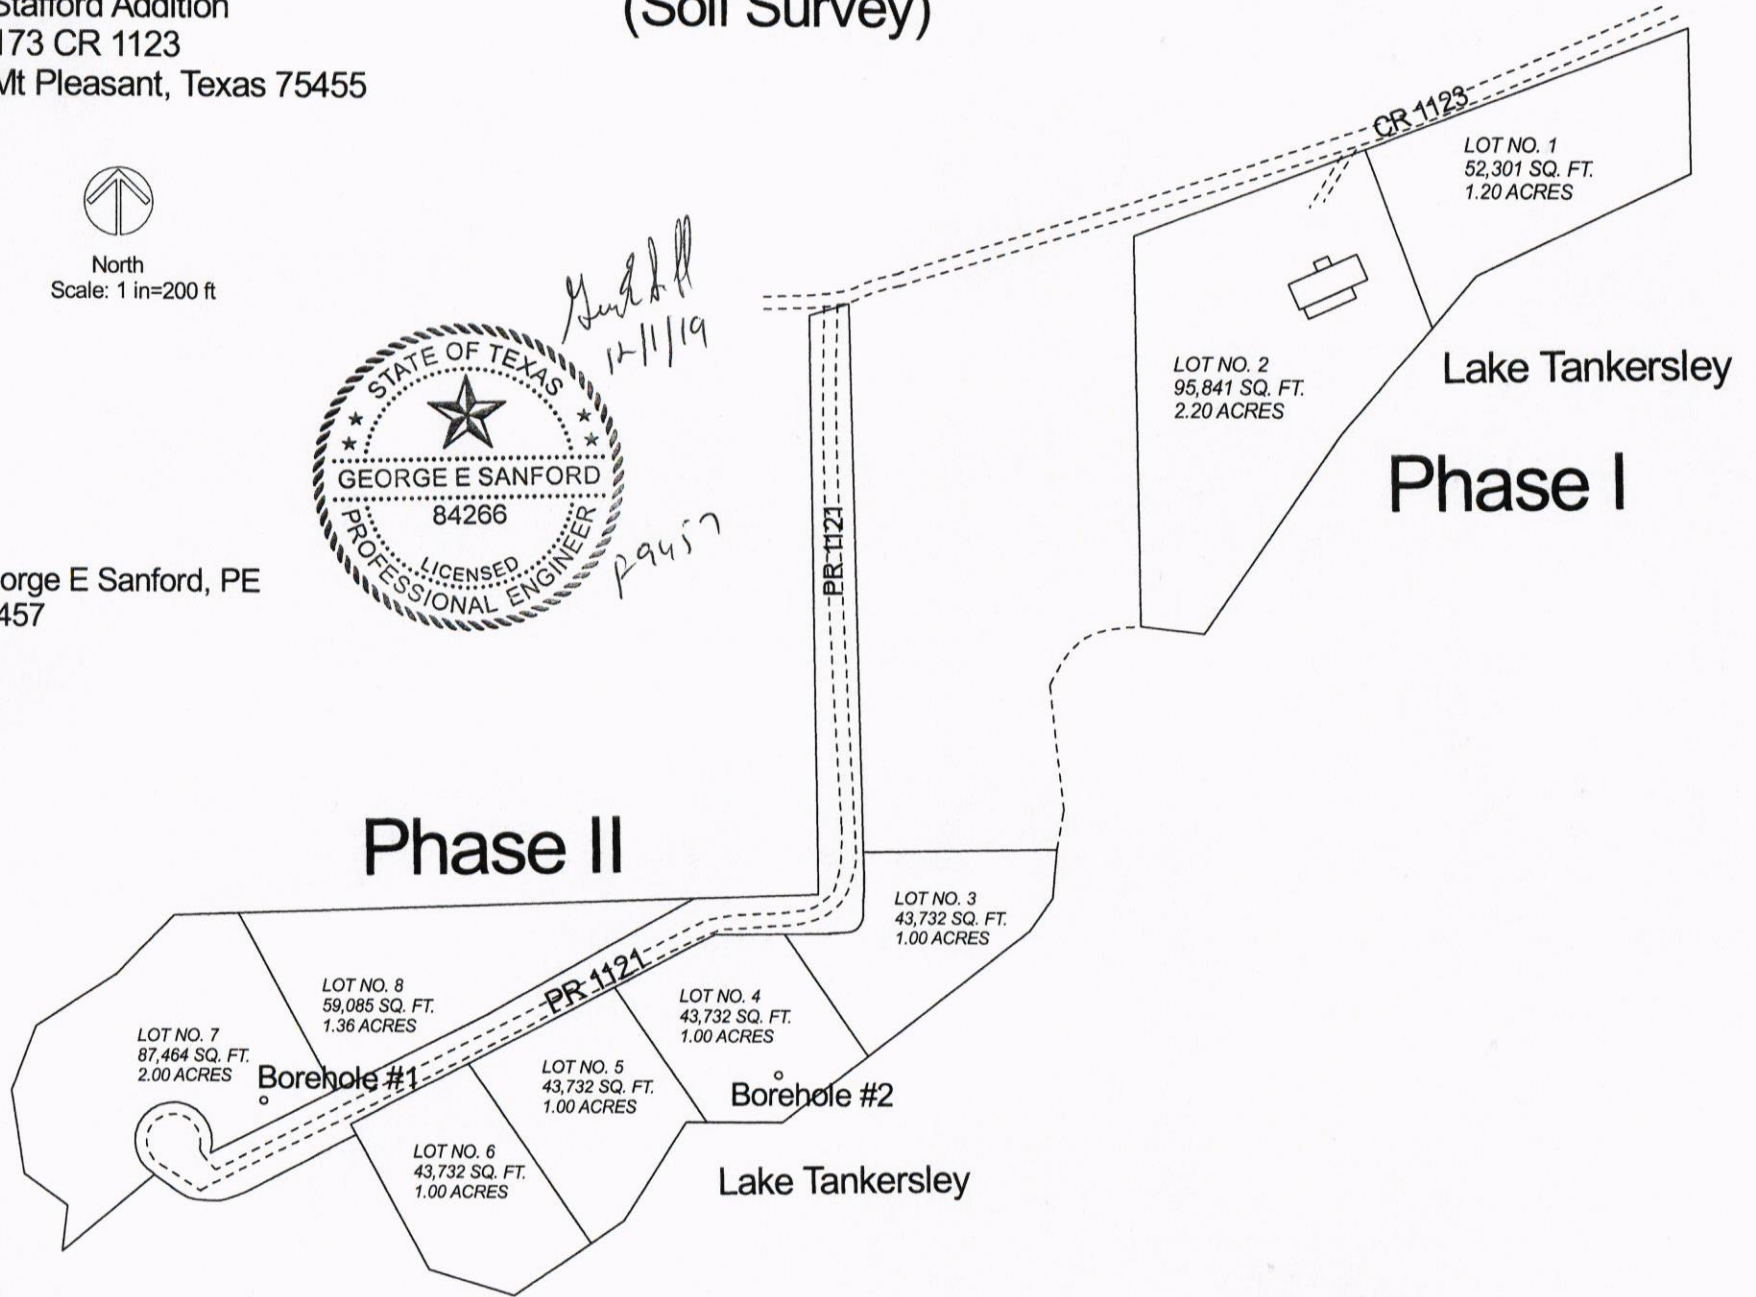 Stafford Addition
173 CR 1123
Mt Pleasant, Texas 75455
(Soil Survey)
North
Scale: 1 in=200 ft
12/11/19
STATE OF TEXAS
GEORGE E SANFORD
84266
LICENSED
PROFESSIONAL ENGINEER
orge E Sanford, PE
457
CR 1123
LOT NO. 1
52,301 SQ. FT.
1.20 ACRES
LOT NO. 2
95,841 SQ. FT.
2.20 ACRES
Lake Tankersley
Phase I
PR 1121
Phase II
LOT NO. 3
43,732 SQ. FT.
1.00 ACRES
PR 1121
LOT NO. 8
59,085 SQ. FT.
1.36 ACRES
LOT NO. 4
43,732 SQ. FT.
1.00 ACRES
LOT NO. 7
87,464 SQ. FT.
2.00 ACRES
Borehole #1
LOT NO. 5
43,732 SQ. FT.
1.00 ACRES
Borehole #2
LOT NO. 6
43,732 SQ. FT.
1.00 ACRES
Lake Tankersley